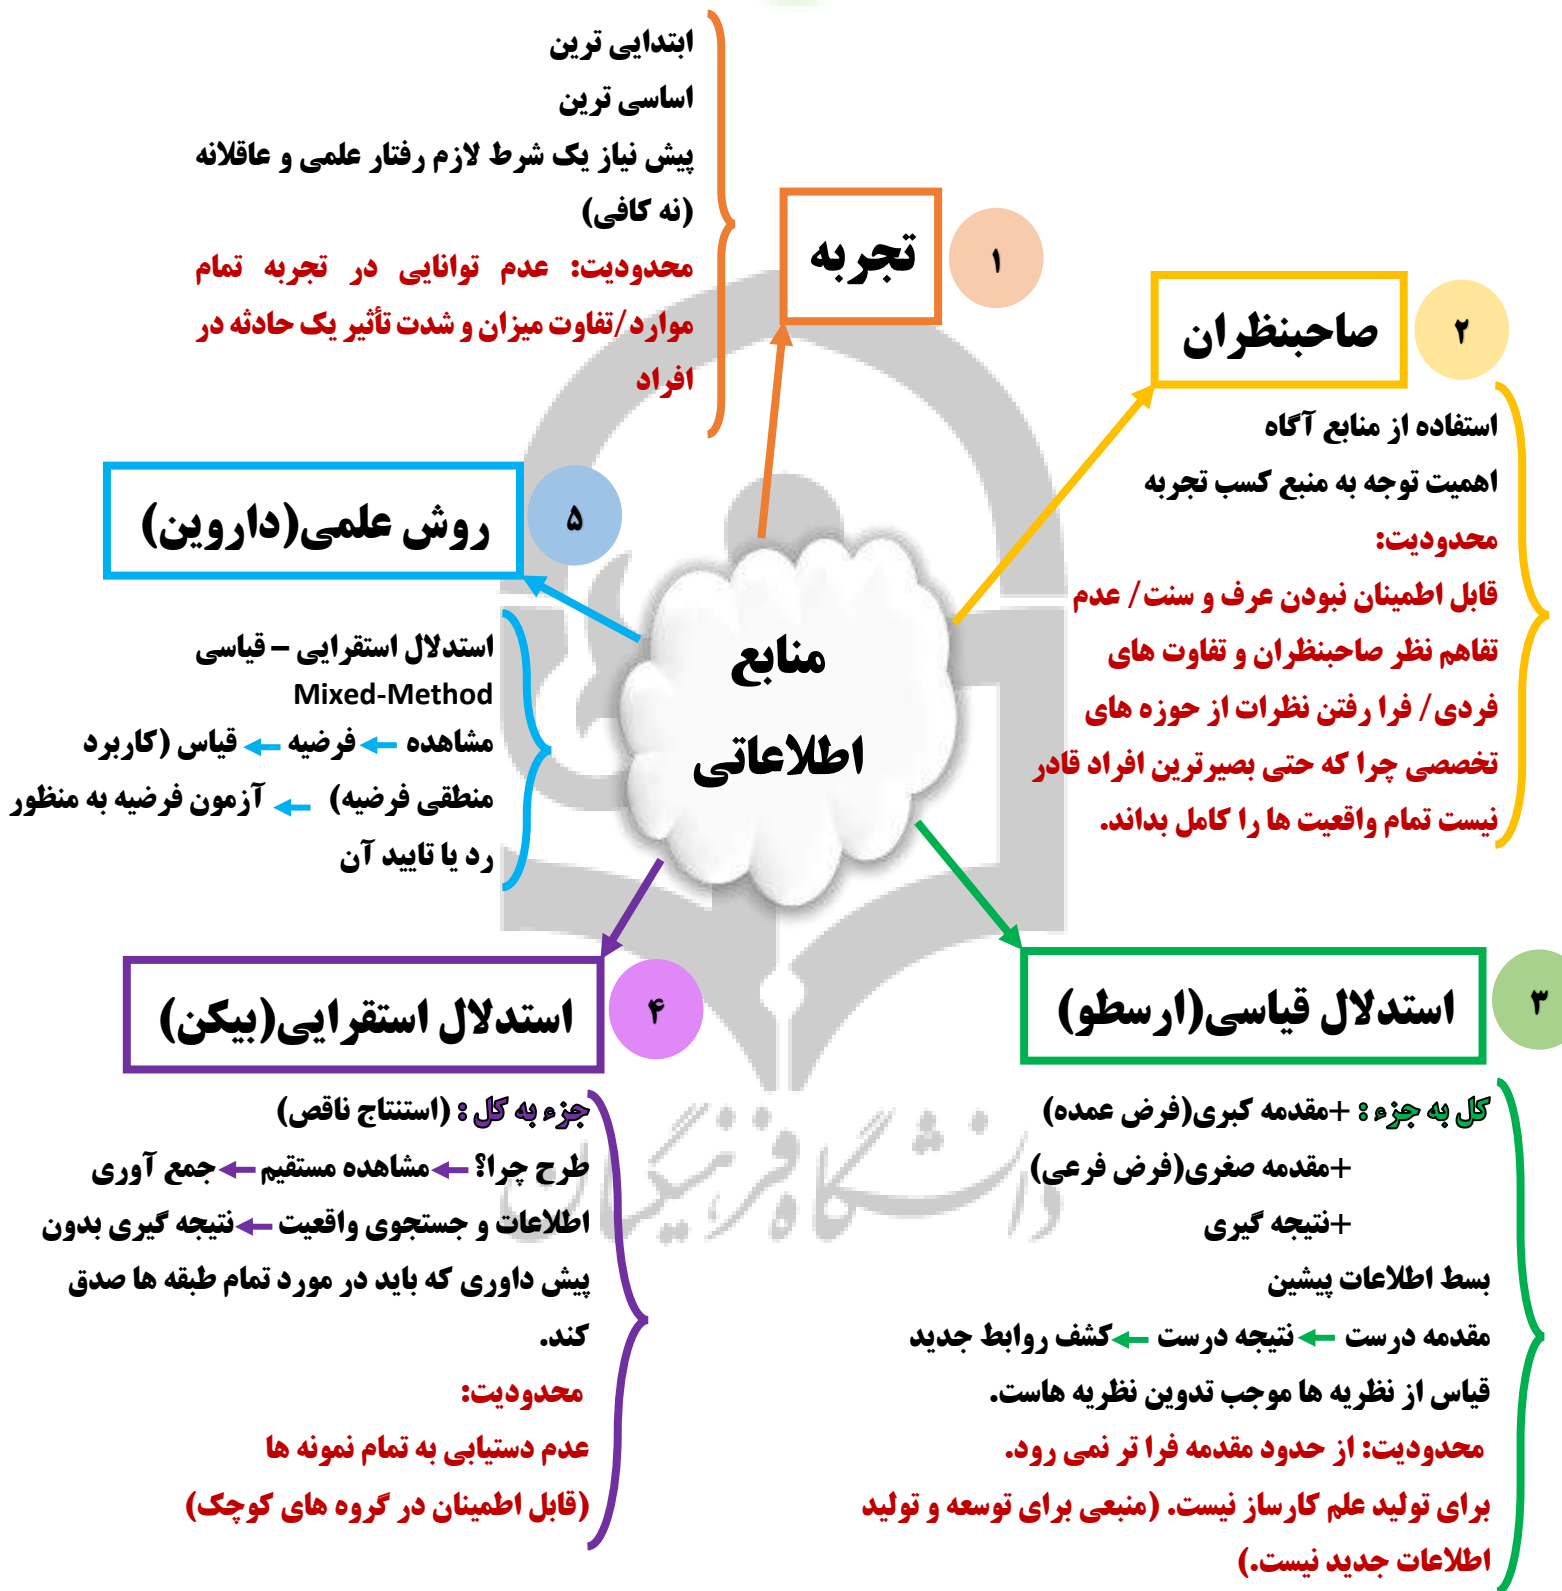 منابع
اطلاعاتی
۱
تجربه
ابتدایی ترین
اساسی ترین
پیش نیاز یک شرط لازم رفتار علمی و عاقلانه
(نه کافی)
محدودیت: عدم توانایی در تجربه تمام
موارد/تفاوت میزان و شدت تأثیر یک حادثه در
افراد
۲
صاحبنظران
استفاده از منابع آگاه
اهمیت توجه به منبع کسب تجربه
محدودیت:
قابل اطمینان نبودن عرف و سنت/ عدم
تفاهم نظر صاحبنظران و تفاوت های
فردی/ فرا رفتن نظرات از حوزه های
تخصصی چرا که حتی بصیرترین افراد قادر
نیست تمام واقعیت ها را کامل بداند.
۳
استدلال قیاسی(ارسطو)
کل به جزء : +مقدمه کبری(فرض عمده)
+مقدمه صغری(فرض فرعی)
+نتیجه گیری
بسط اطلاعات پیشین
مقدمه درست ← نتیجه درست ← کشف روابط جدید
قیاس از نظریه ها موجب تدوین نظریه هاست.
محدودیت: از حدود مقدمه فرا تر نمی رود.
برای تولید علم کارساز نیست. (منبعی برای توسعه و تولید
اطلاعات جدید نیست.)
۴
استدلال استقرایی(بیکن)
جزء به کل : (استنتاج ناقص)
طرح چرا؟ ← مشاهده مستقیم ← جمع آوری
اطلاعات و جستجوی واقعیت ← نتیجه گیری بدون
پیش داوری که باید در مورد تمام طبقه ها صدق
کند.
محدودیت:
عدم دستیابی به تمام نمونه ها
(قابل اطمینان در گروه های کوچک)
۵
روش علمی(داروین)
استدلال استقرایی – قیاسی
Mixed-Method
مشاهده ← فرضیه ← قیاس (کاربرد
منطقی فرضیه) ← آزمون فرضیه به منظور
رد یا تایید آن
دانشگاه فرهنگیان